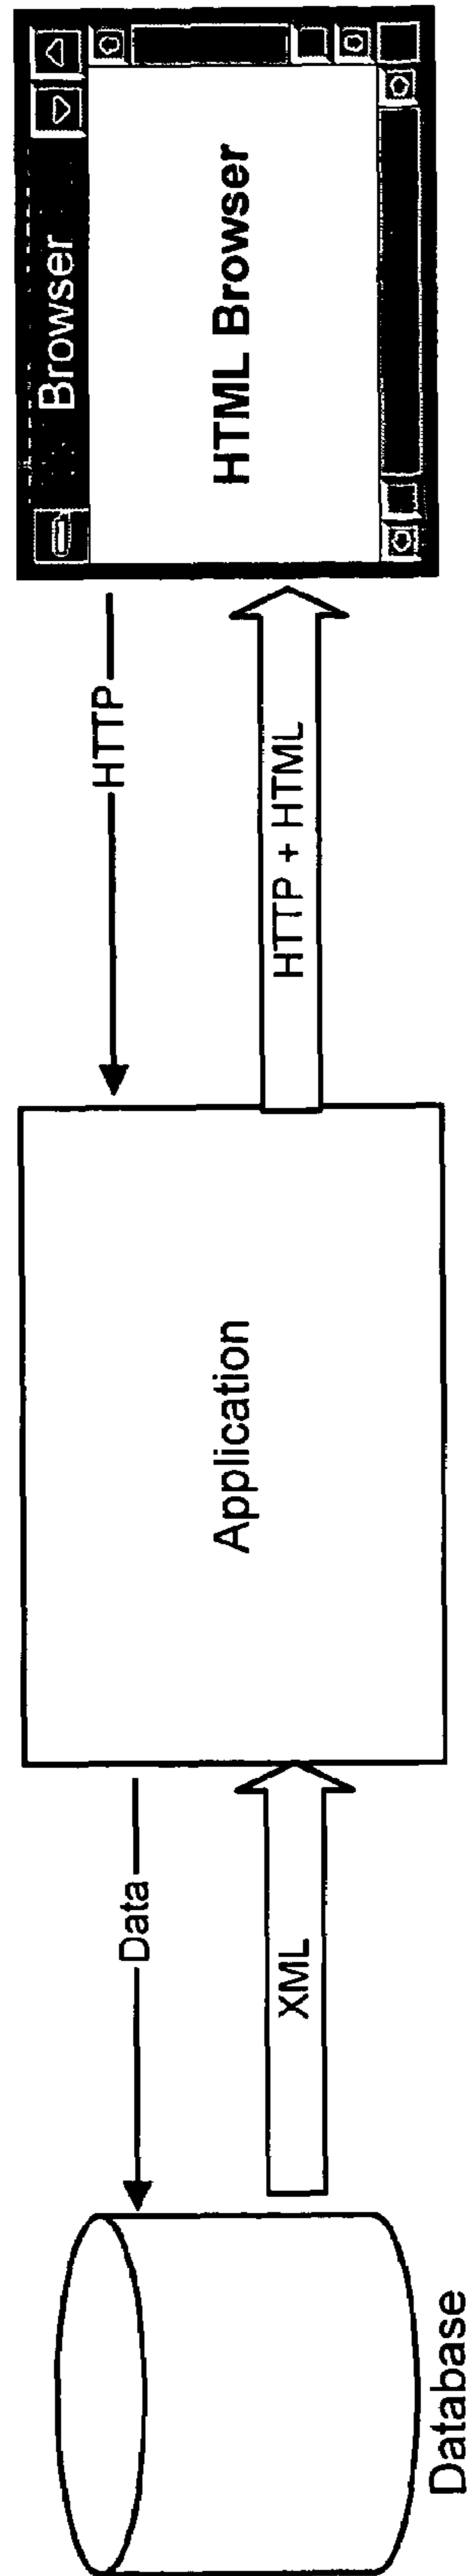 Database
Data
XML
Application
HTTP
HTTP + HTML
Browser
HTML Browser